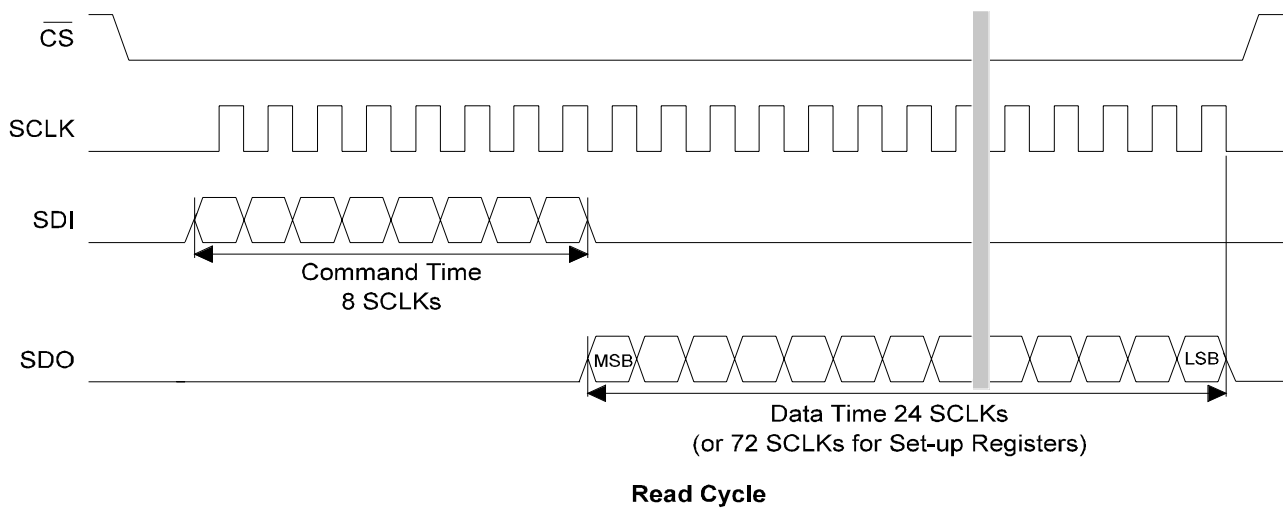 CS
SCLK
SDI
Command Time
8 SCLKs
SDO
MSB
LSB
Data Time 24 SCLKs
(or 72 SCLKs for Set-up Registers)
Read Cycle